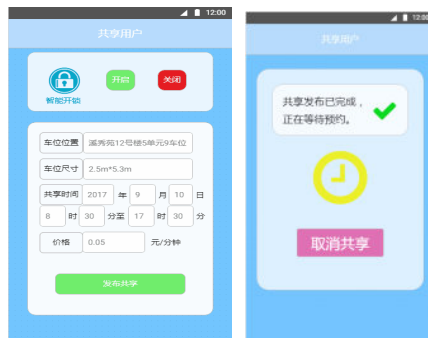 12:00
共享用户
开启
关闭
智能开锁
车位位置 溪秀苑12号楼5单元9车位
车位尺寸 2.5m*5.3m
共享时间 2017 年 9 月 10 日
8 时 30 分至 17 时 30 分
价格 0.05 元/分钟
发布共享
12:00
共享用户
共享发布已完成，
正在等待预约。
取消共享